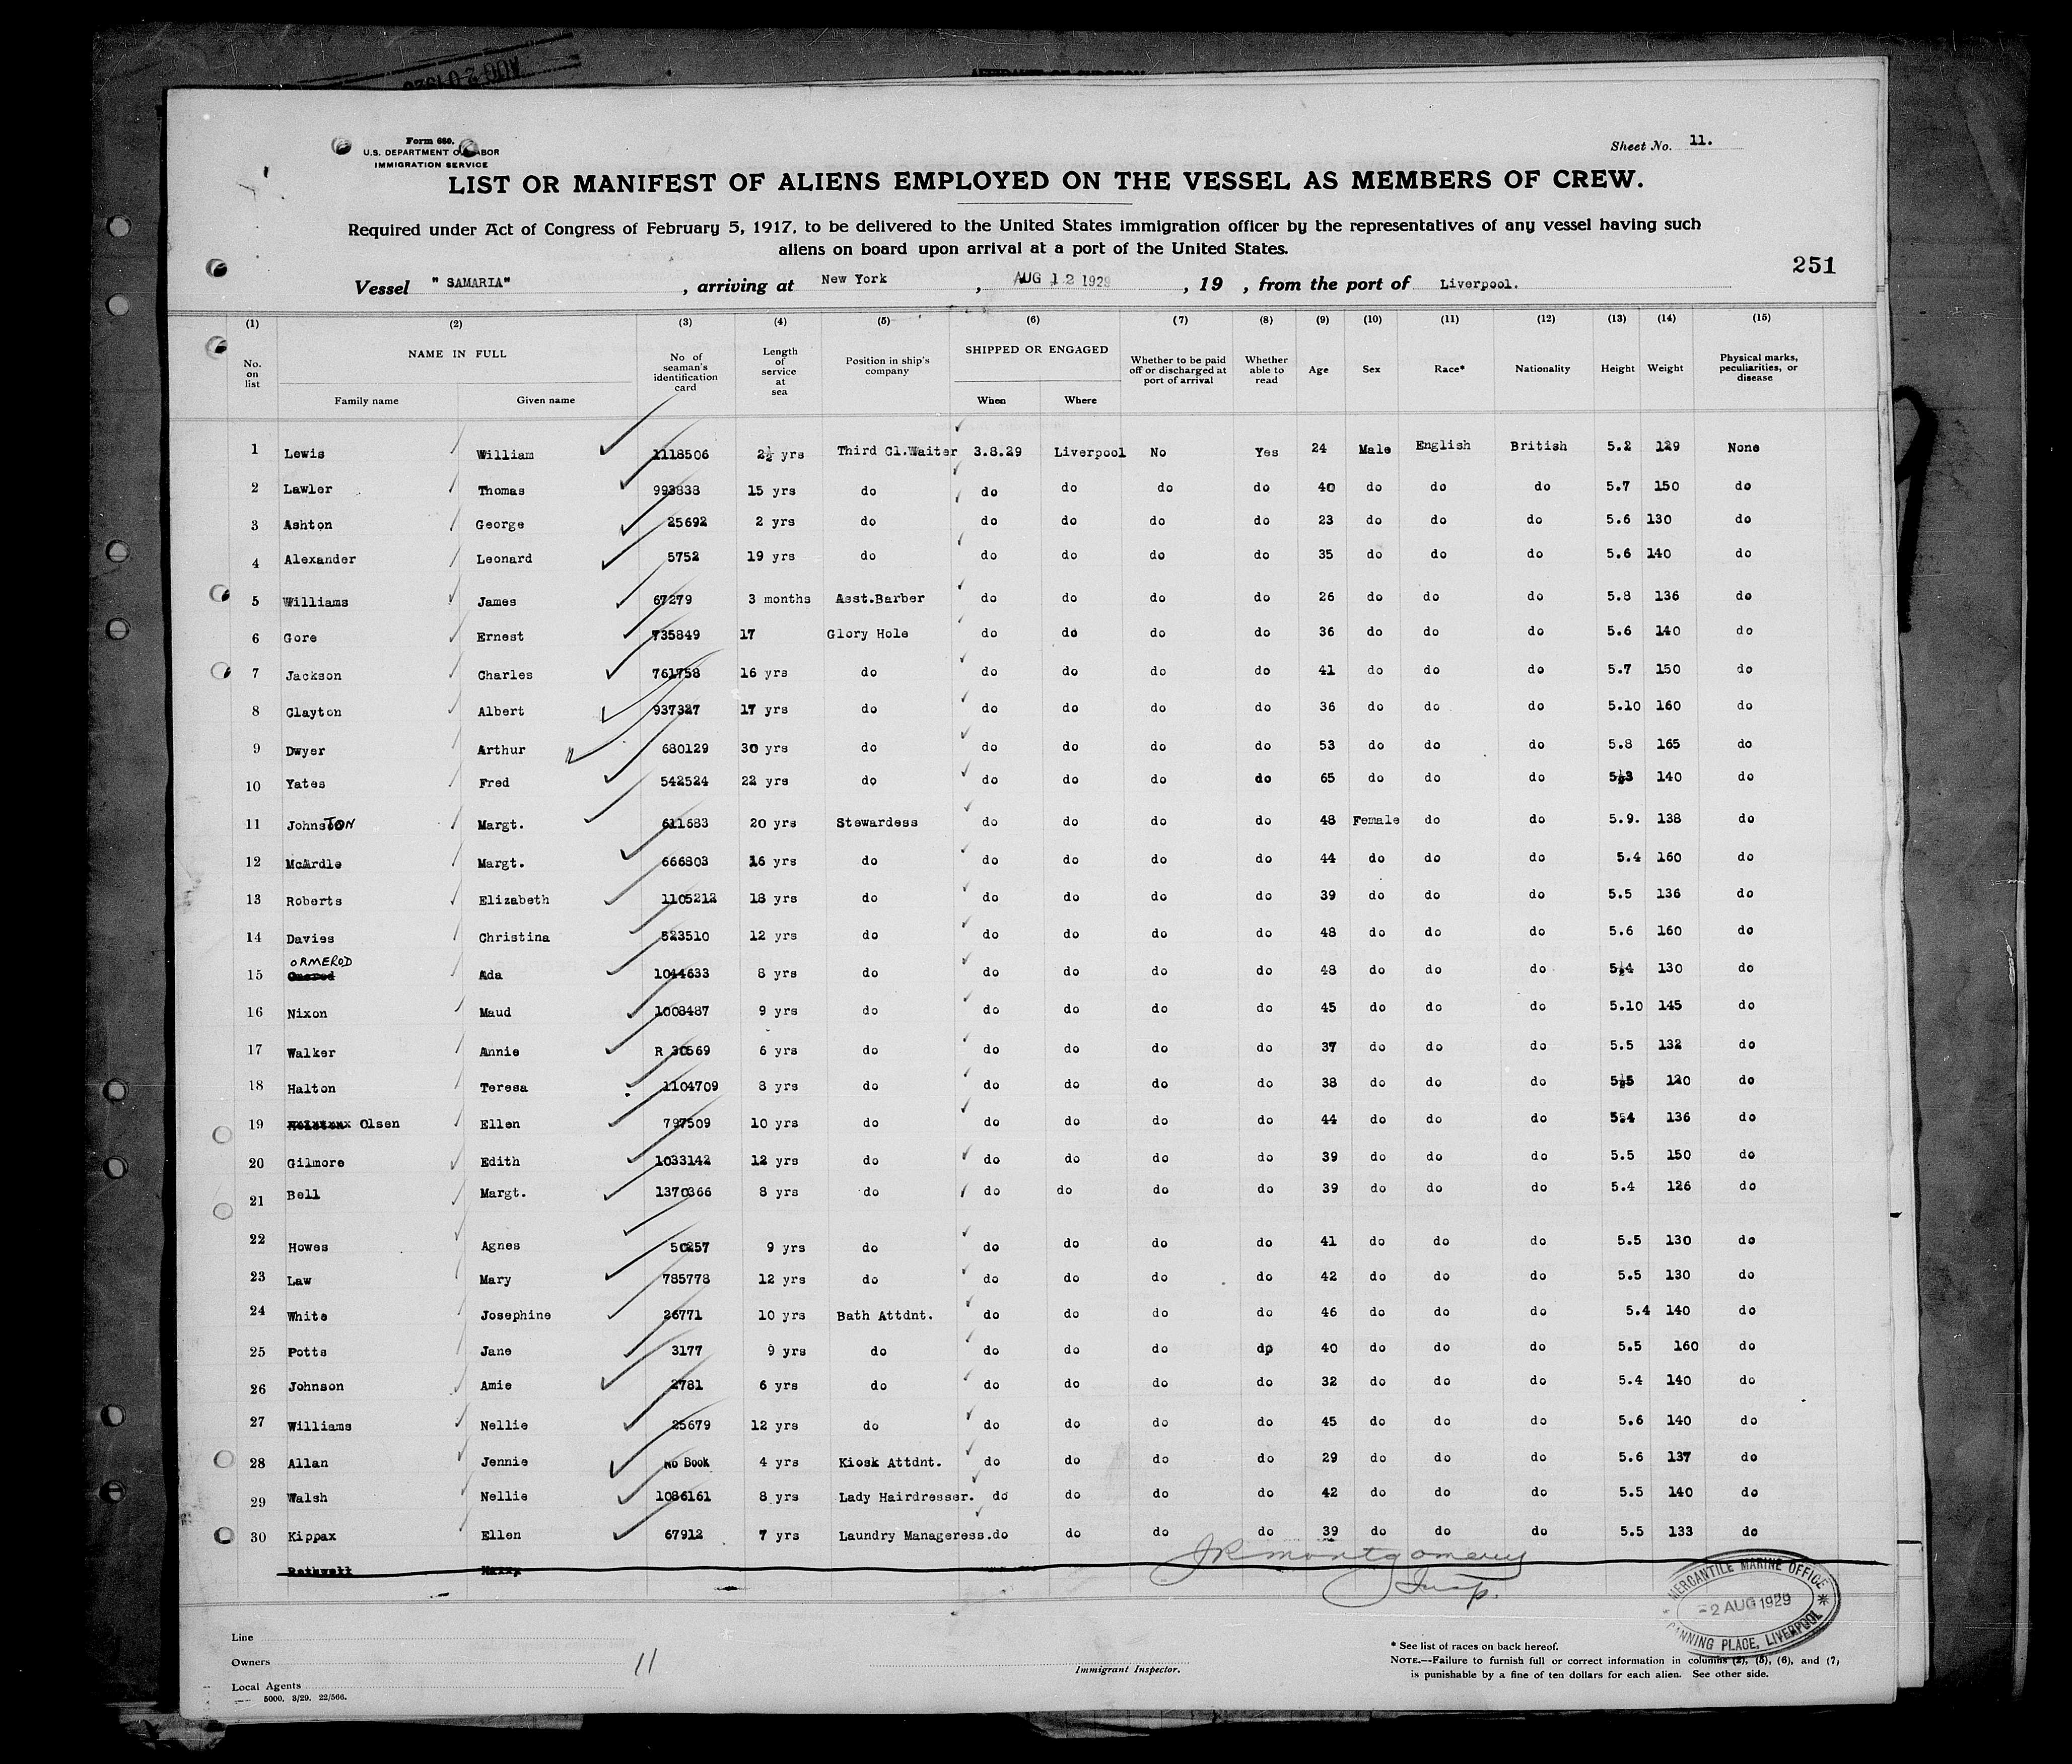 Form 680.
U.S. DEPARTMENT OF LABOR
IMMIGRATION SERVICE
Sheet No. 11.
LIST OR MANIFEST OF ALIENS EMPLOYED ON THE VESSEL AS MEMBERS OF CREW.
Required under Act of Congress of February 5, 1917, to be delivered to the United States immigration officer by the representatives of any vessel having such
aliens on board upon arrival at a port of the United States.
251
Vessel "SAMARIA" , arriving at New York , AUG 12 1929 , 19 , from the port of Liverpool.
(1) (2) (3) (4) (5) (6) (7) (8) (9) (10) (11) (12) (13) (14) (15)
No. on list NAME IN FULL Family name Given name No of seaman's identification card Length of service at sea Position in ship's company SHIPPED OR ENGAGED When Where Whether to be paid off or discharged at port of arrival Whether able to read Age Sex Race* Nationality Height Weight Physical marks, peculiarities, or disease
1 Lewis William 1118506 2½ yrs Third Cl.Waiter 3.8.29 Liverpool No Yes 24 Male English British 5.2 129 None
2 Lawler Thomas 993838 15 yrs do do do do do 40 do do do 5.7 150 do
3 Ashton George 25692 2 yrs do do do do do 23 do do do 5.6 130 do
4 Alexander Leonard 5752 19 yrs do do do do do 35 do do do 5.6 140 do
5 Williams James 67279 3 months Asst.Barber do do do do 26 do do do 5.8 136 do
6 Gore Ernest 735849 17 Glory Hole do do do do 36 do do do 5.6 140 do
7 Jackson Charles 761758 16 yrs do do do do do 41 do do do 5.7 150 do
8 Clayton Albert 937327 17 yrs do do do do do 36 do do do 5.10 160 do
9 Dwyer Arthur 680129 30 yrs do do do do do 53 do do do 5.8 165 do
10 Yates Fred 542524 22 yrs do do do do do 65 do do do 5.3 140 do
11 JohnsTON Margt. 611583 20 yrs Stewardess do do do do 48 Female do do 5.9. 138 do
12 McArdle Margt. 666803 16 yrs do do do do do 44 do do do 5.4 160 do
13 Roberts Elizabeth 1105212 18 yrs do do do do do 39 do do do 5.5 136 do
14 Davies Christina 523510 12 yrs do do do do do 48 do do do 5.6 160 do
ORMEROD
15 Ada 1044633 8 yrs do do do do do 48 do do do 5.4 130 do
16 Nixon Maud 1008487 9 yrs do do do do do 45 do do do 5.10 145 do
17 Walker Annie R 30569 6 yrs do do do do do 37 do do do 5.5 132 do
18 Halton Teresa 1104709 8 yrs do do do do do 38 do do do 5.5 120 do
19 Olsen Ellen 797509 10 yrs do do do do do 44 do do do 5.4 136 do
20 Gilmore Edith 1033142 12 yrs do do do do do 39 do do do 5.5 150 do
21 Bell Margt. 1370366 8 yrs do do do do do 39 do do do 5.4 126 do
22 Howes Agnes 50257 9 yrs do do do do do 41 do do do 5.5 130 do
23 Law Mary 785778 12 yrs do do do do do 42 do do do 5.5 130 do
24 White Josephine 26771 10 yrs Bath Attdnt. do do do do 46 do do do 5.4 140 do
25 Potts Jane 3177 9 yrs do do do do do 40 do do do 5.5 160 do
26 Johnson Amie 2781 6 yrs do do do do do 32 do do do 5.4 140 do
27 Williams Nellie 25679 12 yrs do do do do do 45 do do do 5.6 140 do
28 Allan Jennie No Book 4 yrs Kiosk Attdnt. do do do do 29 do do do 5.6 137 do
29 Walsh Nellie 1086161 8 yrs Lady Hairdresser. do do do do 42 do do do 5.5 140 do
30 Kippax Ellen 67912 7 yrs Laundry Manageress. do do do do 39 do do do 5.5 133 do
Rothwell
JR Montgomery
Insp.
MERCANTILE MARINE OFFICE
2 AUG 1929
CANNING PLACE, LIVERPOOL
Line
Owners
Local Agents
5000. 3/29. 22/566.
11
Immigrant Inspector.
* See list of races on back hereof.
NOTE.—Failure to furnish full or correct information in columns (2), (5), (6), and (7,
is punishable by a fine of ten dollars for each alien. See other side.